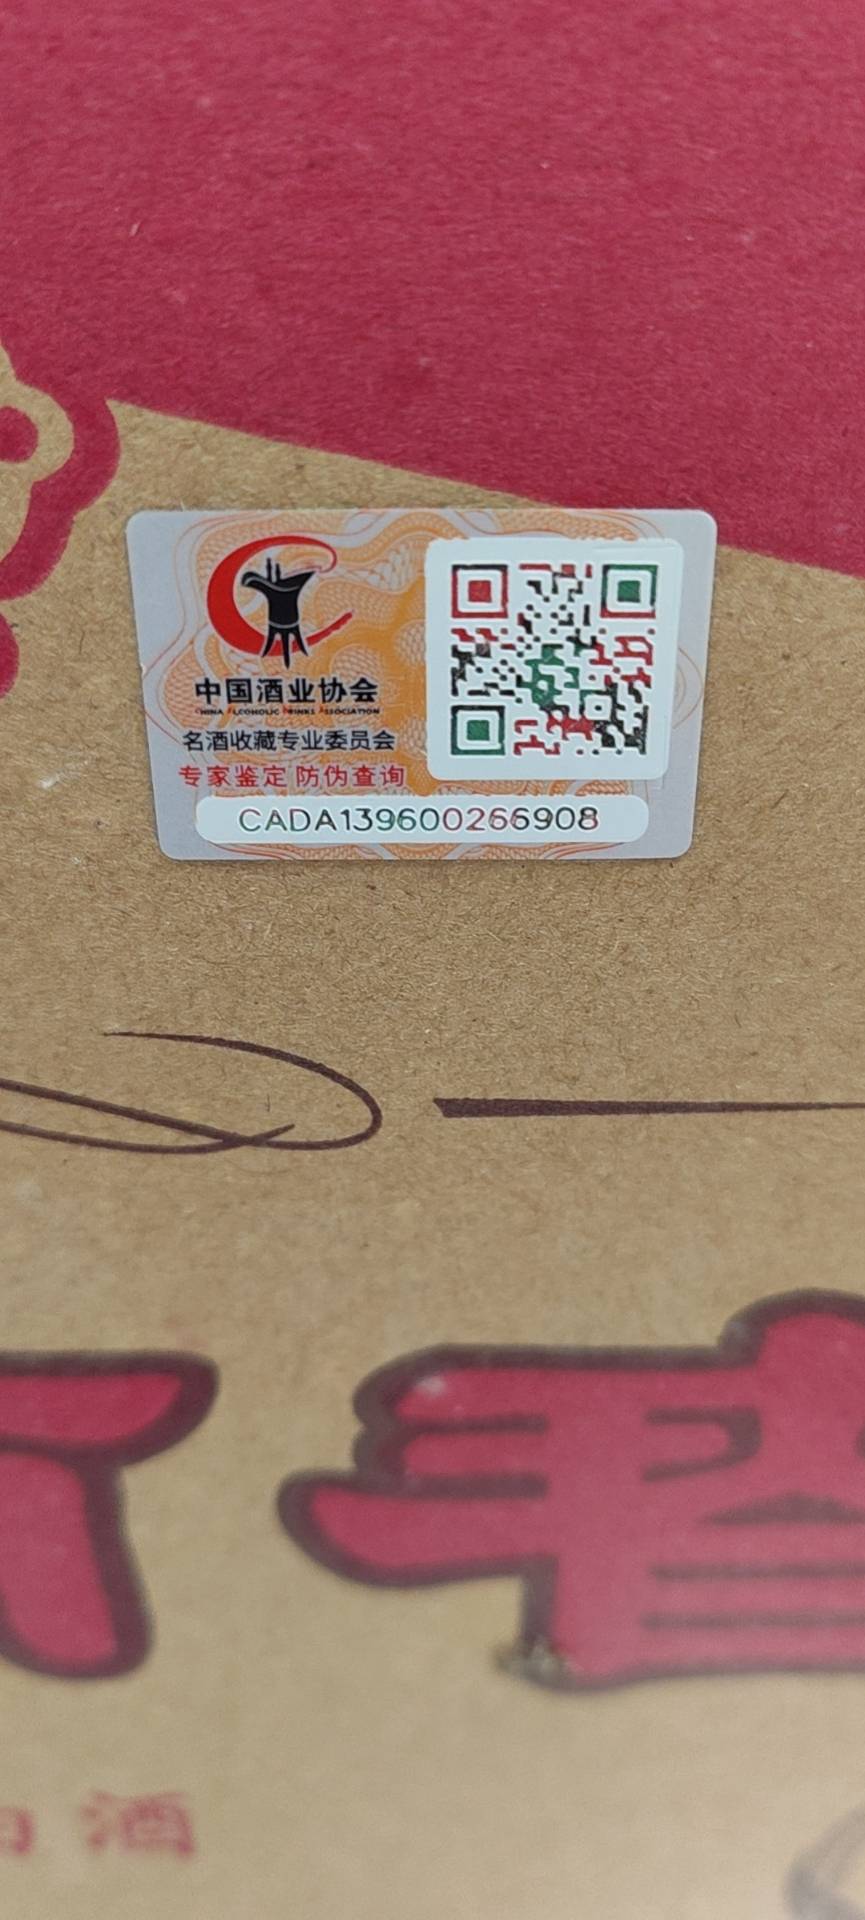 中国酒业协会
CHINA ALCOHOLIC DRINKS ASSOCIATION
名酒收藏专业委员会
专家鉴定 防伪查询
CADA139600266908
酒